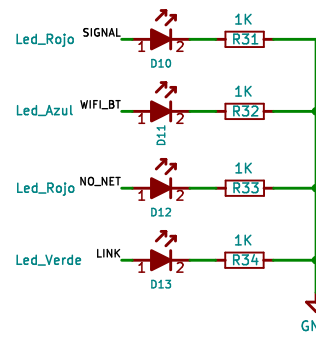 SIGNAL 1K
Led_Rojo 1 2 R31
D10
1K
Led_Azul WIFI_BT 1 2 R32
D11
1K
Led_Rojo NO_NET 1 2 R33
D12
LINK 1K
Led_Verde 1 2 R34
D13